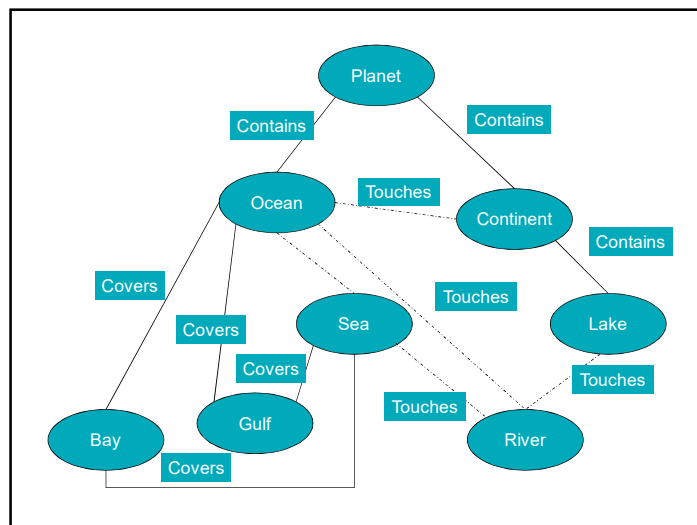 Planet
Contains
Contains
Touches
Ocean
Continent
Contains
Covers
Touches
Covers
Sea
Lake
Covers
Touches
Touches
Gulf
Bay
River
Covers